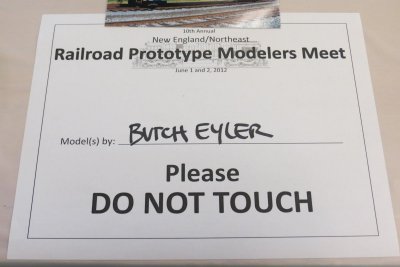 10th Annual
New England/Northeast
Railroad Prototype Modelers Meet
June 1 and 2, 2012
Model(s) by: BUTCH EYLER
Please
DO NOT TOUCH